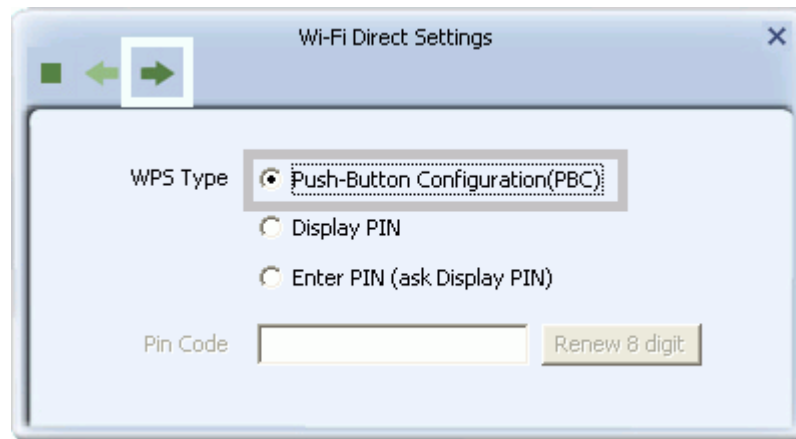 Wi-Fi Direct Settings
WPS Type
Push-Button Configuration(PBC)
Display PIN
Enter PIN (ask Display PIN)
Pin Code
Renew 8 digit